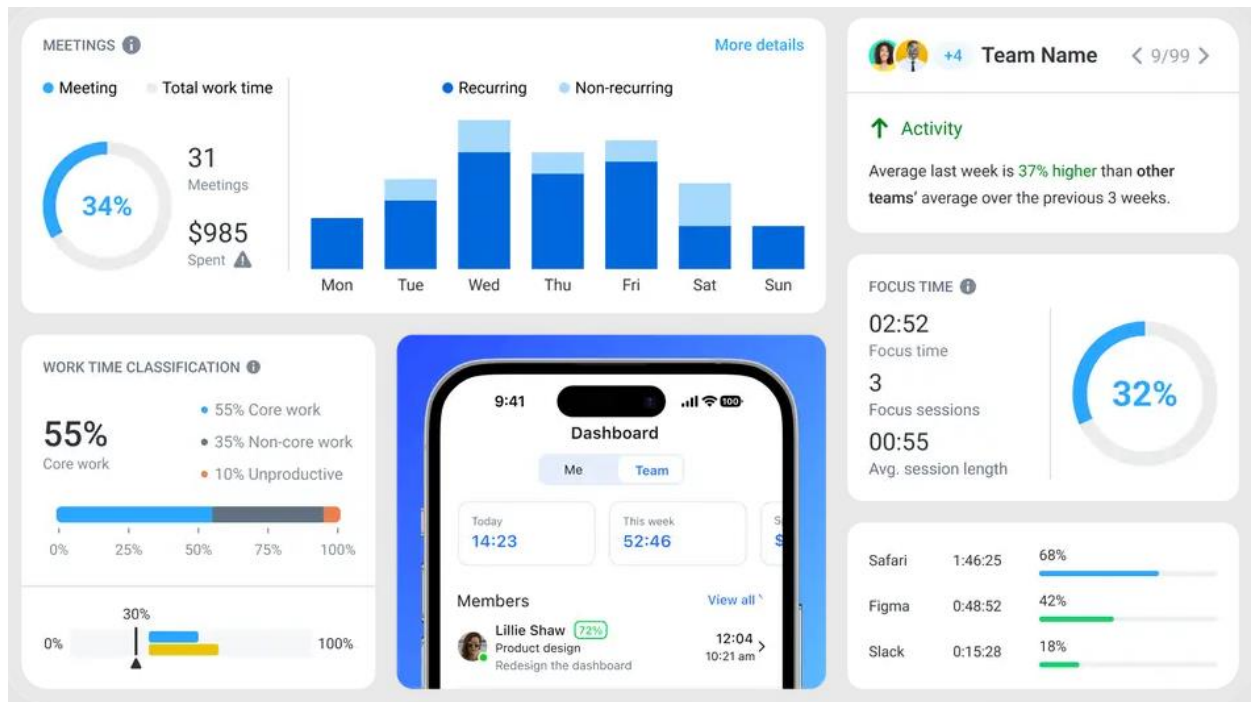 MEETINGS
More details
Meeting
Total work time
Recurring
Non-recurring
34%
31
Meetings
$985
Spent
Mon
Tue
Wed
Thu
Fri
Sat
Sun
+4
Team Name
9/99
Activity
Average last week is 37% higher than other
teams' average over the previous 3 weeks.
FOCUS TIME
02:52
Focus time
3
Focus sessions
00:55
Avg. session length
32%
WORK TIME CLASSIFICATION
55%
Core work
55% Core work
35% Non-core work
10% Unproductive
0%
25%
50%
75%
100%
30%
0%
100%
9:41
100
Dashboard
Me
Team
Today
14:23
This week
52:46
$
Members
View all
Lillie Shaw
72%
Product design
Redesign the dashboard
12:04
10:21 am
Safari
1:46:25
68%
Figma
0:48:52
42%
Slack
0:15:28
18%